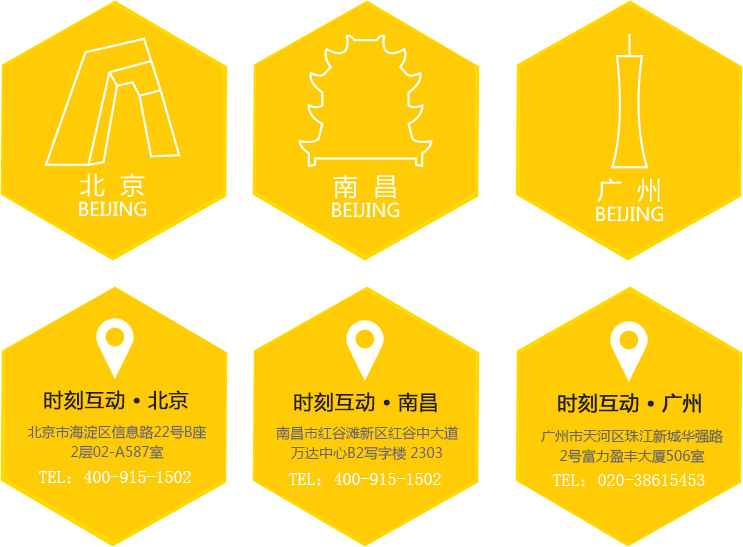 北京
BEIJING
南昌
BEIJING
广州
BEIJING
时刻互动·北京
北京市海淀区信息路22号B座
2层02-A587室
TEL: 400-915-1502
时刻互动·南昌
南昌市红谷滩新区红谷中大道
万达中心B2写字楼 2303
TEL: 400-915-1502
时刻互动·广州
广州市天河区珠江新城华强路
2号富力盈丰大厦506室
TEL: 020-38615453